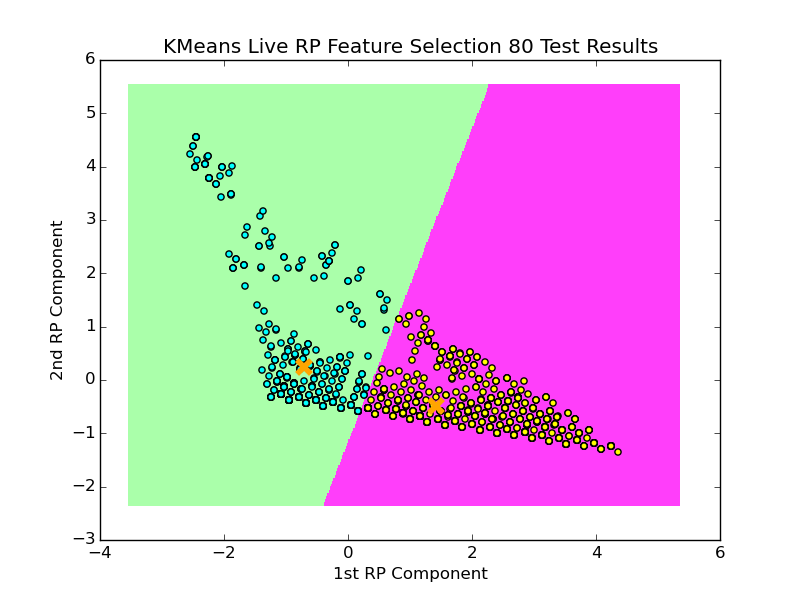 KMeans Live RP Feature Selection 80 Test Results
6
5
4
3
2
1
0
−1
−2
−3
−4 −2 0 2 4 6
2nd RP Component
1st RP Component